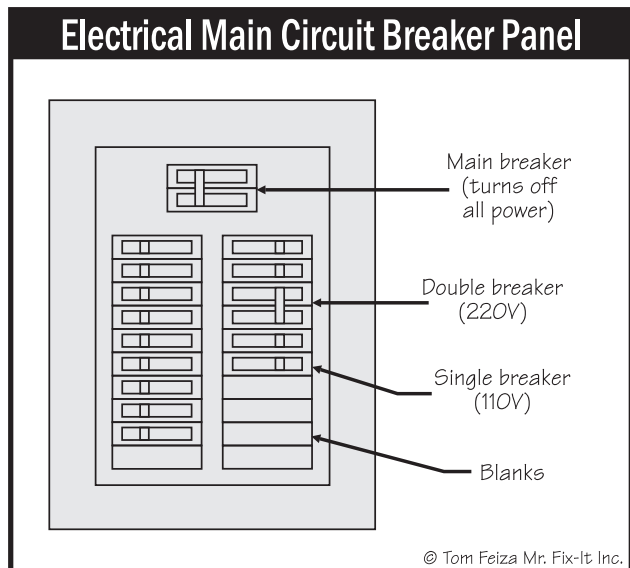 Electrical Main Circuit Breaker Panel
Main breaker
(turns off
all power)
Double breaker
(220V)
Single breaker
(110V)
Blanks
© Tom Feiza Mr. Fix-It Inc.